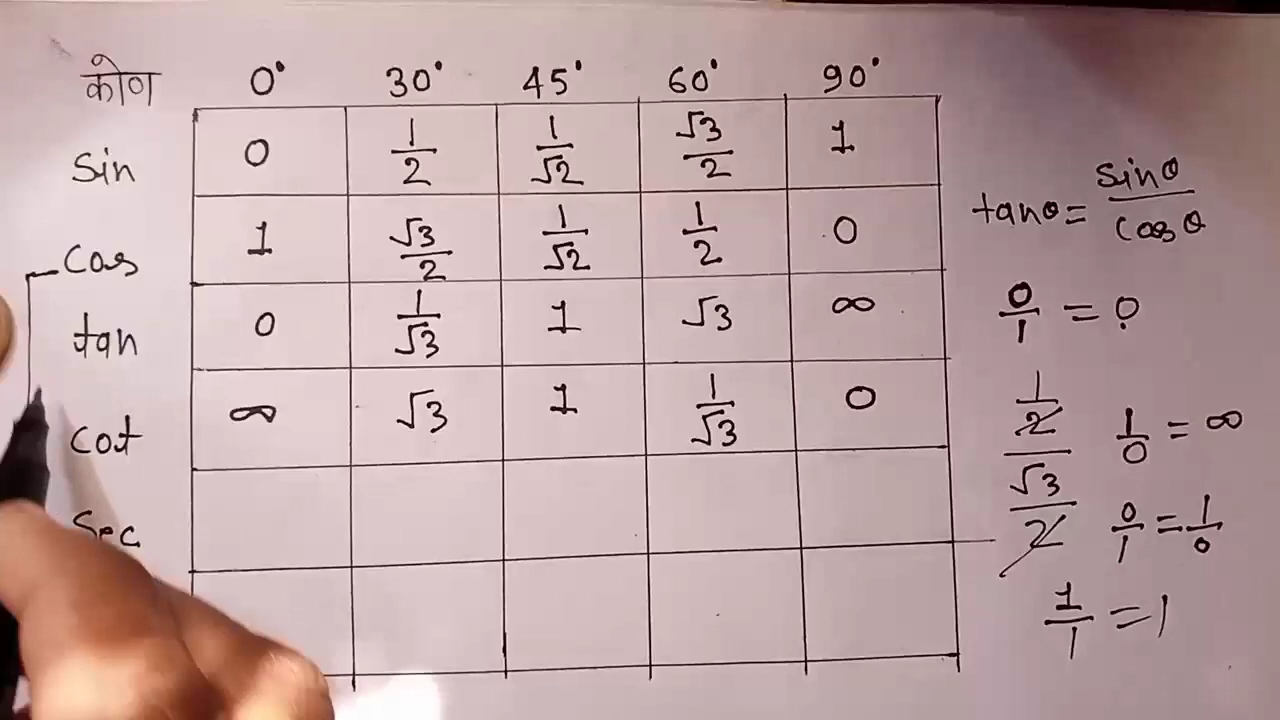 कोण 0° 30° 45° 60° 90°
Sin 0 1/2 1/√2 √3/2 1
Cos 1 √3/2 1/√2 1/2 0
tan 0 1/√3 1 √3 ∞
Cot ∞ √3 1 1/√3 0
Sec
tanθ = sinθ/cosθ
0/1 = 0
1/2 / √3/2
1/0 = ∞
0/1 = 1/0
1/1 = 1